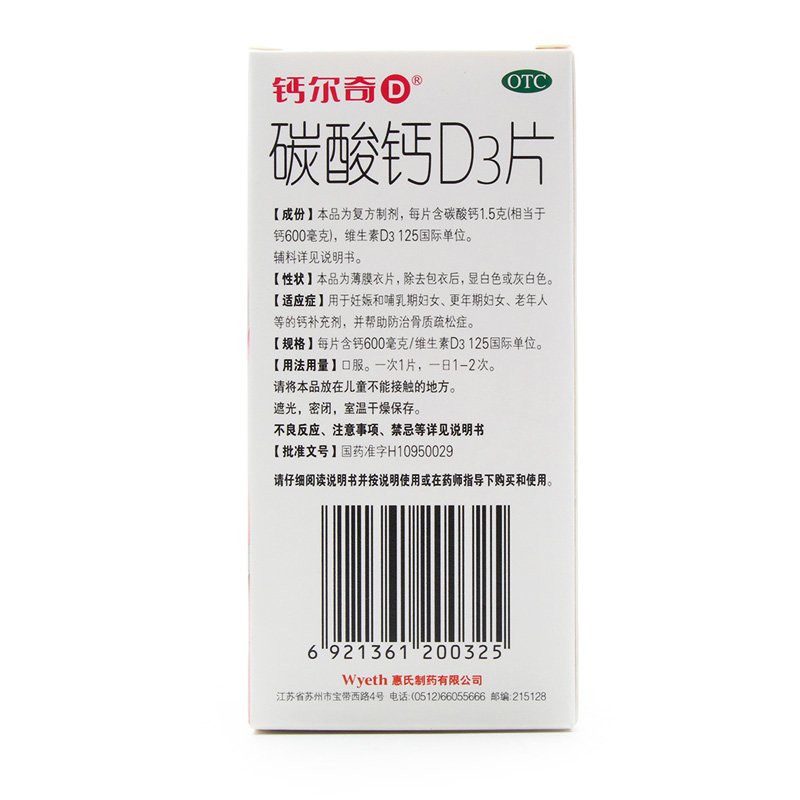 钙尔奇D®
OTC
碳酸钙D3片
【成份】本品为复方制剂，每片含碳酸钙1.5克(相当于
钙600毫克)，维生素D3 125国际单位。
辅料详见说明书。
【性状】本品为薄膜衣片，除去包衣后，显白色或灰白色。
【适应症】用于妊娠和哺乳期妇女、更年期妇女、老年人
等的钙补充剂，并帮助防治骨质疏松症。
【规格】每片含钙600毫克/维生素D3 125国际单位。
【用法用量】口服。一次1片，一日1-2次。
请将本品放在儿童不能接触的地方。
遮光，密闭，室温干燥保存。
不良反应、注意事项、禁忌等详见说明书
【批准文号】国药准字H10950029
请仔细阅读说明书并按说明使用或在药师指导下购买和使用。
6 921361 200325
Wyeth 惠氏制药有限公司
江苏省苏州市宝带西路4号 电话:(0512)66055666 邮编:215128